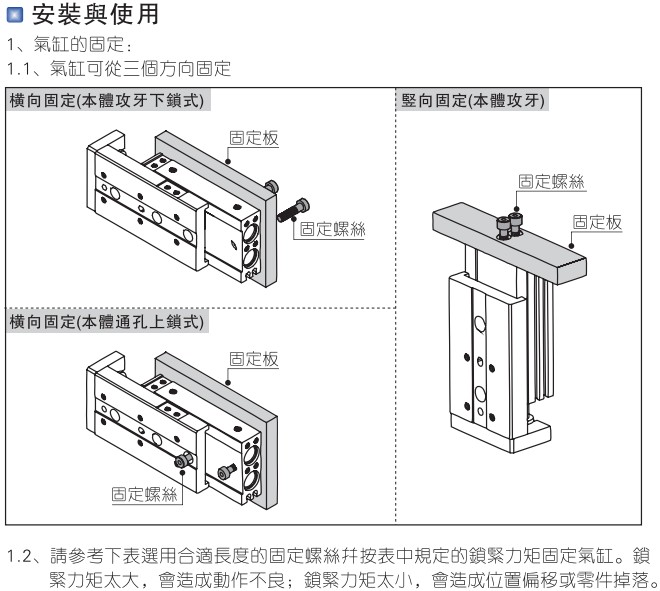 安裝與使用
1、氣缸的固定:
1.1、氣缸可從三個方向固定
橫向固定(本體攻牙下鎖式)
固定板
固定螺絲
豎向固定(本體攻牙)
固定螺絲
固定板
橫向固定(本體通孔上鎖式)
固定板
固定螺絲
1.2、請參考下表選用合適長度的固定螺絲幷按表中規定的鎖緊力矩固定氣缸。鎖
緊力矩太大，會造成動作不良；鎖緊力矩太小，會造成位置偏移或零件掉落。